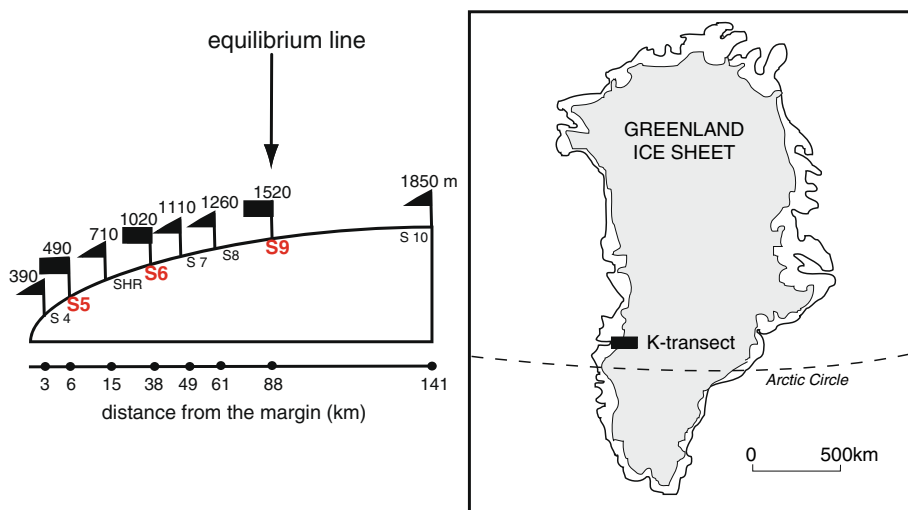 equilibrium line
390
490
710
1020
1110
1260
1520
1850 m
S 4
S5
SHR
S6
S 7
S8
S9
S 10
3 6 15 38 49 61 88 141
distance from the margin (km)
GREENLAND
ICE SHEET
K-transect
Arctic Circle
0 500km